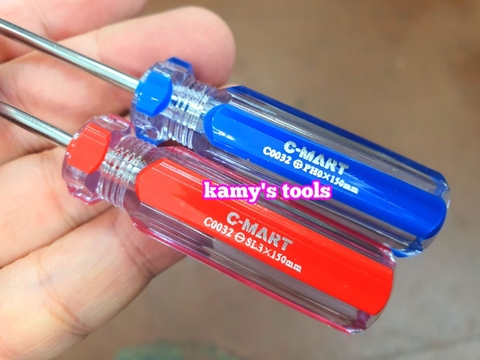 C-MART
C0032 ⊕ PH0×150mm
kamy's tools
C-MART
C0032 ⊖ SL3×150mm